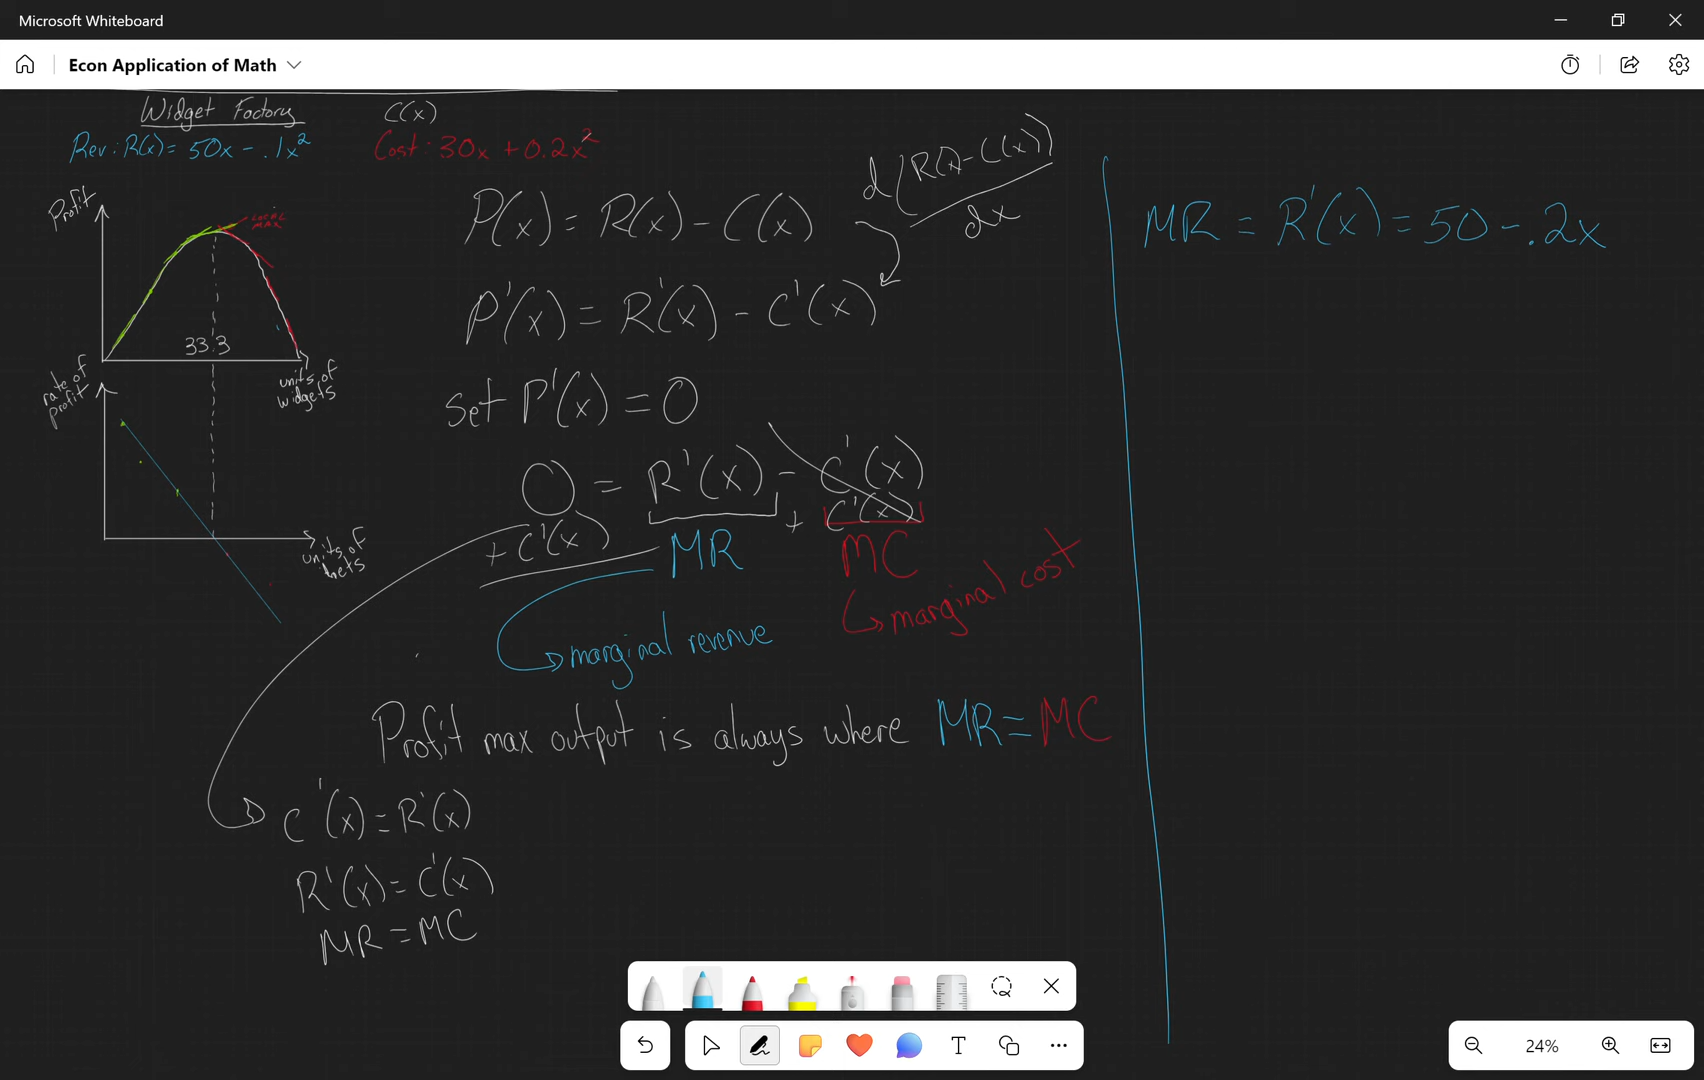 Microsoft Whiteboard
Econ Application of Math
Widget Factory C(x)
Rev: R(x) = 50x - .1x²
Cost: 30x + 0.2x²
Profit
LOCAL MAX
33.3
units of widgets
rate of profit
units of
P(x) = R(x) - C(x)
d(R(x) - C(x))
dx
P'(x) = R'(x) - C'(x)
set P'(x) = 0
0 = R'(x) - C'(x)
+ C'(x) + C'(x)
MR MC
marginal revenue
marginal cost
Profit max output is always where MR = MC
C'(x) = R'(x)
R'(x) = C'(x)
MR = MC
MR = R'(x) = 50 - .2x
T
24%